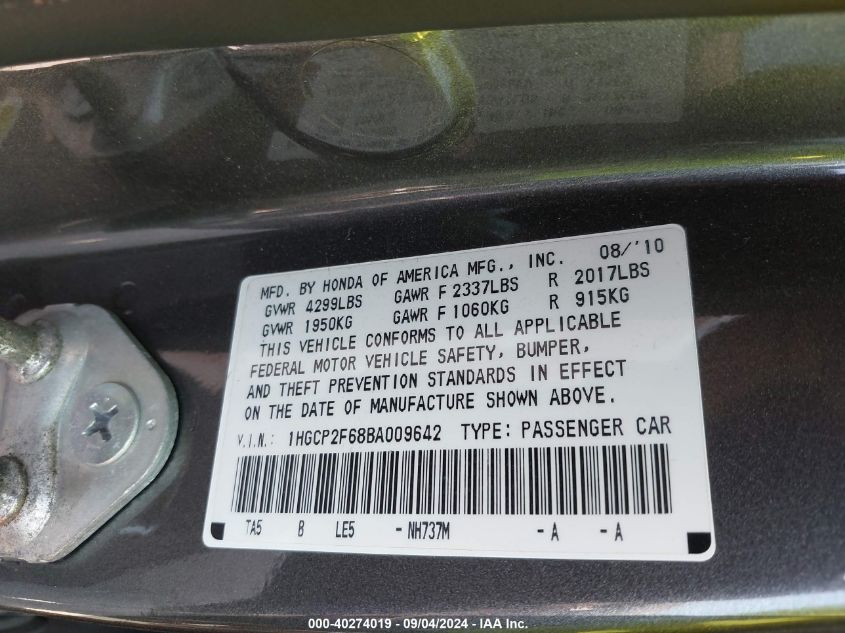 MFD. BY HONDA OF AMERICA MFG., INC. 08/'10
GVWR 4299LBS GAWR F 2337LBS R 2017LBS
GVWR 1950KG GAWR F 1060KG R 915KG
THIS VEHICLE CONFORMS TO ALL APPLICABLE
FEDERAL MOTOR VEHICLE SAFETY, BUMPER,
AND THEFT PREVENTION STANDARDS IN EFFECT
ON THE DATE OF MANUFACTURE SHOWN ABOVE.
V.I.N.: 1HGCP2F68BA009642 TYPE: PASSENGER CAR
TA5 B LE5 - NH737M - A - A
000-40274019 - 09/04/2024 - IAA Inc.